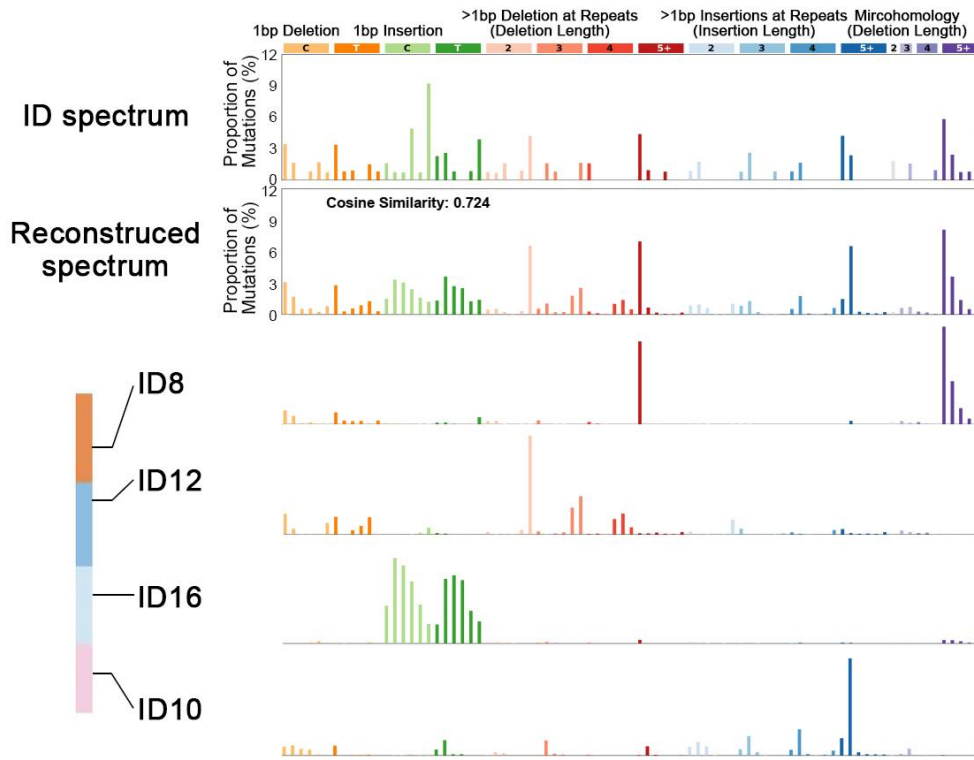 >1bp Deletion at Repeats >1bp Insertions at Repeats Mircohomology
1bp Deletion 1bp Insertion (Deletion Length) (Insertion Length) (Deletion Length)
C T C T 2 3 4 5+ 2 3 4 5+ 2 3 4 5+
ID spectrum
Proportion of
Mutations (%)
12
9
6
3
0
Reconstruced
spectrum
Proportion of
Mutations (%)
12
9
6
3
0
Cosine Similarity: 0.724
ID8
ID12
ID16
ID10